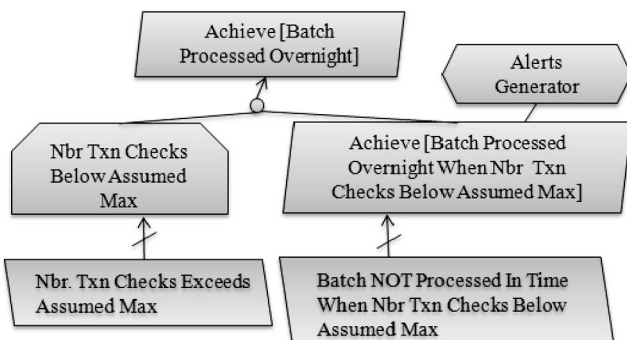 Achieve [Batch
Processed Overnight]
Alerts
Generator
Nbr Txn Checks
Below Assumed
Max
Achieve [Batch Processed
Overnight When Nbr Txn
Checks Below Assumed Max]
Nbr. Txn Checks Exceeds
Assumed Max
Batch NOT Processed In Time
When Nbr Txn Checks Below
Assumed Max